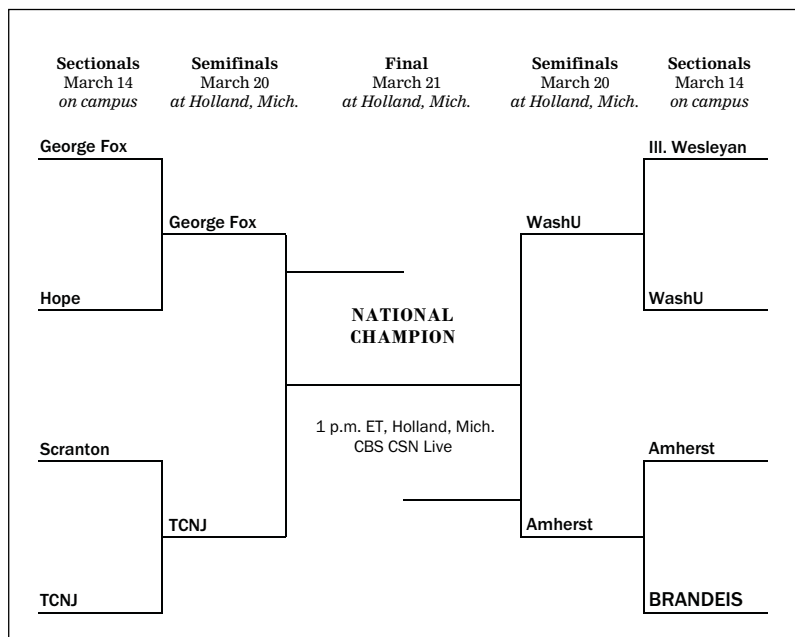 Sectionals
March 14
on campus
Semifinals
March 20
at Holland, Mich.
Final
March 21
at Holland, Mich.
Semifinals
March 20
at Holland, Mich.
Sectionals
March 14
on campus
George Fox
George Fox
Hope
Scranton
TCNJ
TCNJ
NATIONAL
CHAMPION
1 p.m. ET, Holland, Mich.
CBS CSN Live
WashU
Amherst
Ill. Wesleyan
WashU
Amherst
BRANDEIS